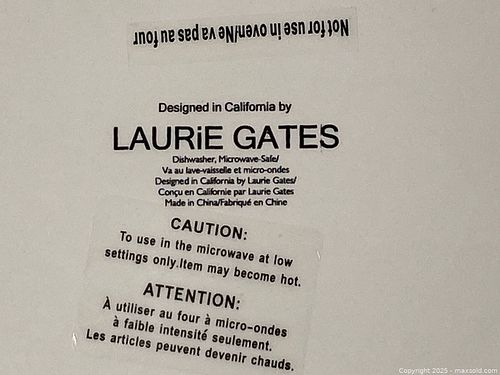 Not for use in oven/Ne va pas au four
Designed in California by
LAURiE GATES
Dishwasher, Microwave-Safe/
Va au lave-vaisselle et micro-ondes
Designed in California by Laurie Gates/
Conçu en Californie par Laurie Gates
Made in China/Fabriqué en Chine
CAUTION:
To use in the microwave at low
settings only.Item may become hot.
ATTENTION:
À utiliser au four à micro-ondes
à faible intensité seulement.
Les articles peuvent devenir chauds.
Copyright 2025 - maxsold.com